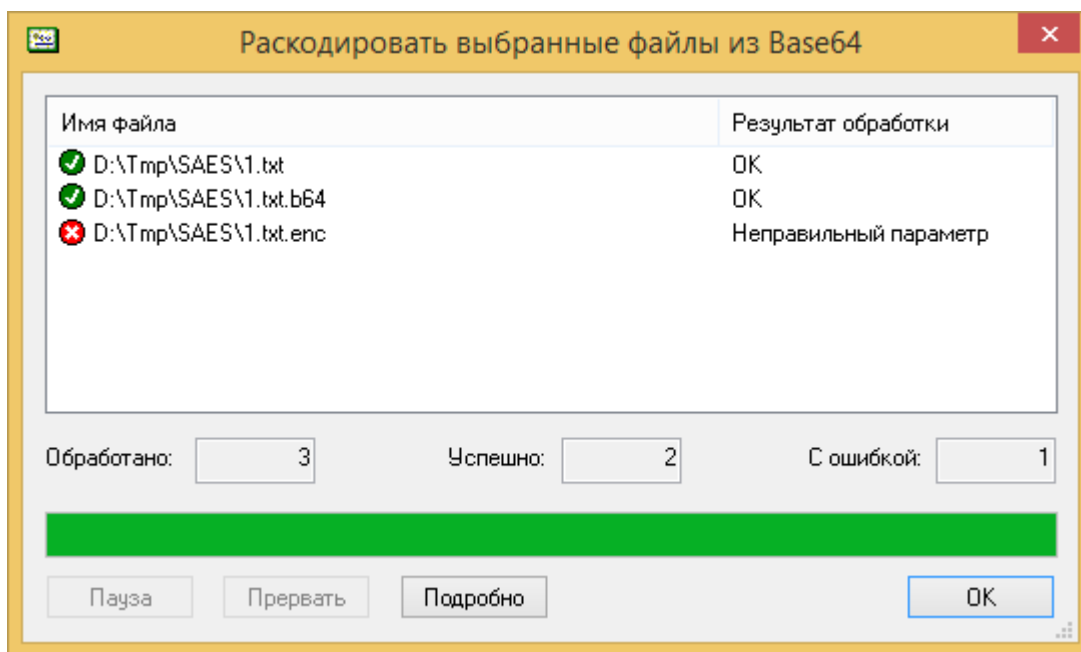 Раскодировать выбранные файлы из Base64
Имя файла Результат обработки
D:\Tmp\SAES\1.txt OK
D:\Tmp\SAES\1.txt.b64 OK
D:\Tmp\SAES\1.txt.enc Неправильный параметр
Обработано: 3 Успешно: 2 С ошибкой: 1
Пауза Прервать Подробно OK